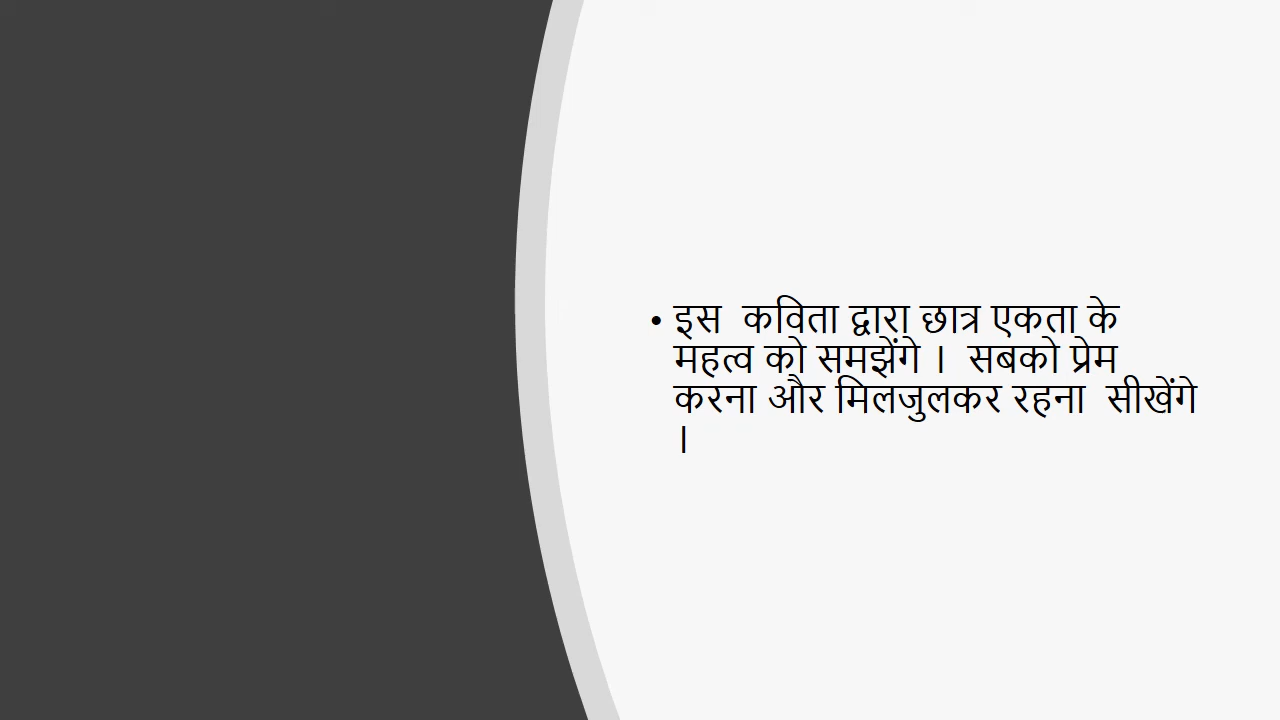 • इस कविता द्वारा छात्र एकता के
महत्व को समझेंगे । सबको प्रेम
करना और मिलजुलकर रहना सीखेंगे
।